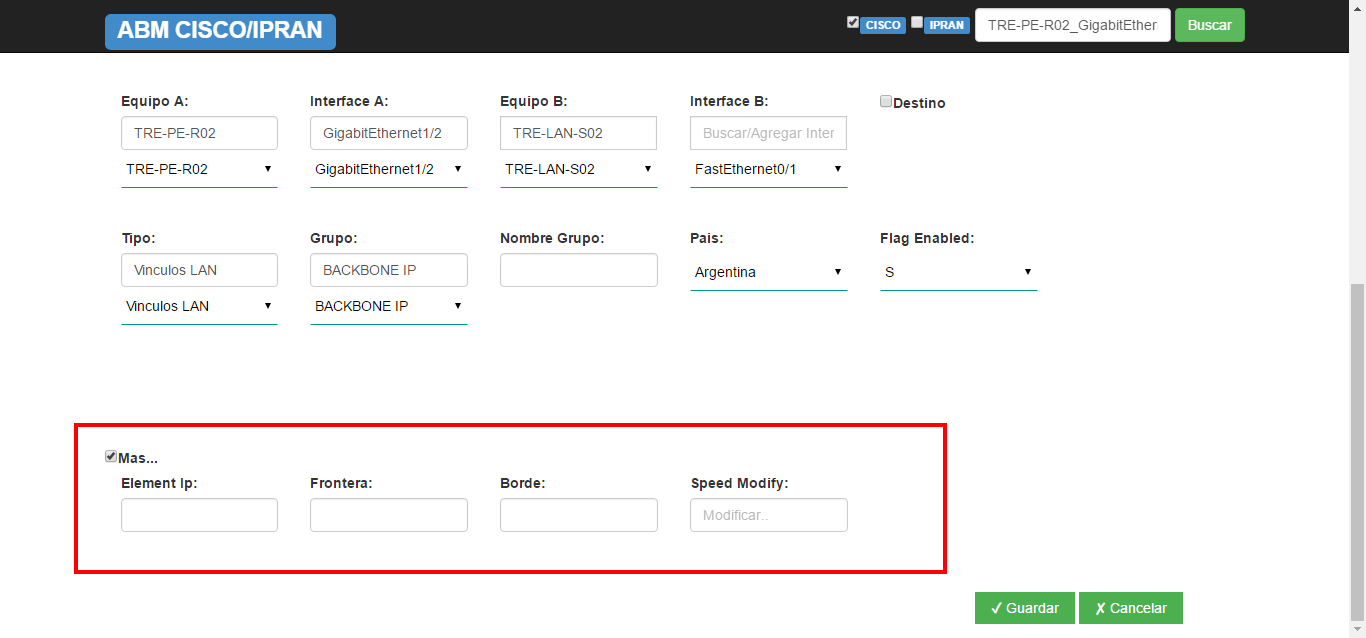 ABM CISCO/IPRAN
CISCO IPRAN TRE-PE-R02_GigabitEther Buscar
Equipo A: Interface A: Equipo B: Interface B: Destino
TRE-PE-R02 GigabitEthernet1/2 TRE-LAN-S02 Buscar/Agregar Inter
TRE-PE-R02 GigabitEthernet1/2 TRE-LAN-S02 FastEthernet0/1
Tipo: Grupo: Nombre Grupo: Pais: Flag Enabled:
Vinculos LAN BACKBONE IP
Argentina S
Vinculos LAN BACKBONE IP
Mas...
Element Ip: Frontera: Borde: Speed Modify:
Modificar..
✓ Guardar ✗ Cancelar